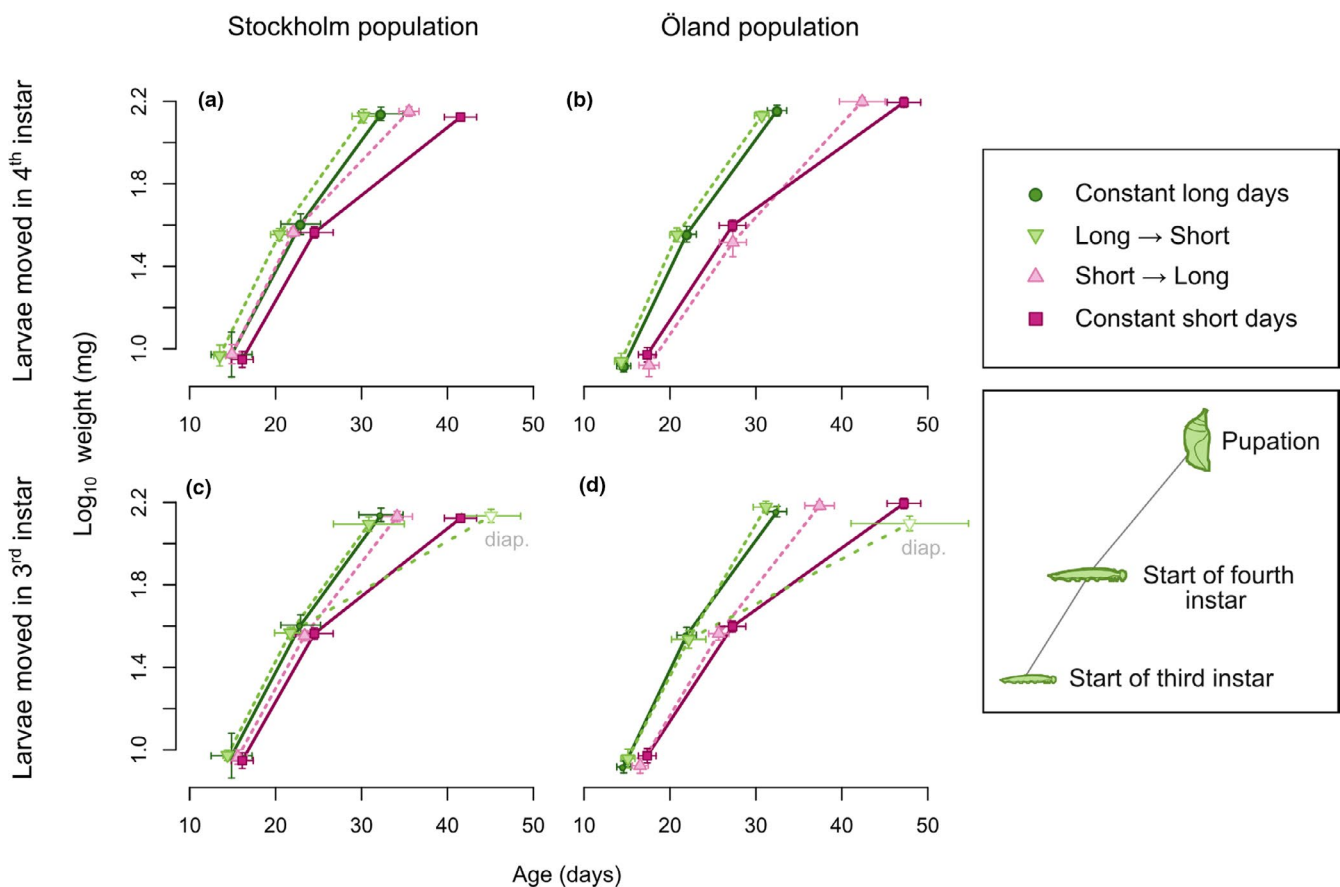 Stockholm population
Öland population
Larvae moved in 4th instar
Larvae moved in 3rd instar
Log10 weight (mg)
(a)
2.2
1.8
1.4
1.0
10 20 30 40 50
(b)
10 20 30 40 50
(c)
2.2
1.8
1.4
1.0
diap.
10 20 30 40 50
(d)
diap.
10 20 30 40 50
Age (days)
Constant long days
Long → Short
Short → Long
Constant short days
Pupation
Start of fourth
instar
Start of third instar